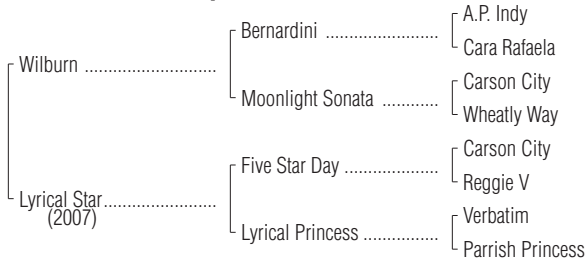 A.P. Indy
Bernardini .....................
Cara Rafaela
Wilburn .........................
Carson City
Moonlight Sonata ...........
Wheatly Way
Carson City
Five Star Day .................
Reggie V
Lyrical Star.....................
(2007)
Verbatim
Lyrical Princess ..............
Parrish Princess